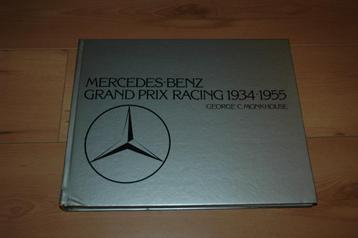 MERCEDES-BENZ
GRAND PRIX RACING 1934-1955
GEORGE C. MONKHOUSE